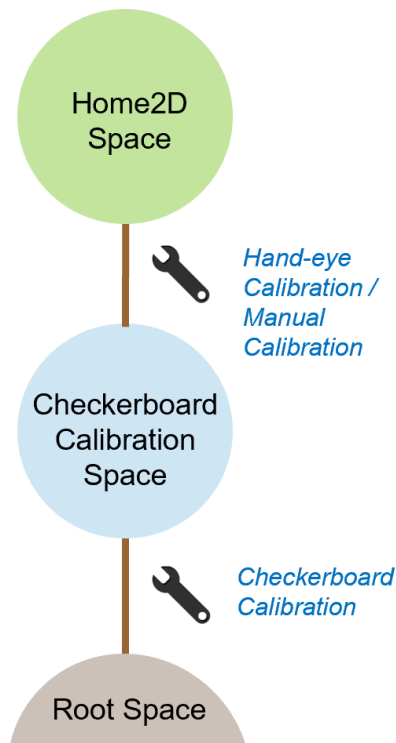 Home2D
Space
Hand-eye
Calibration /
Manual
Calibration
Checkerboard
Calibration
Space
Checkerboard
Calibration
Root Space